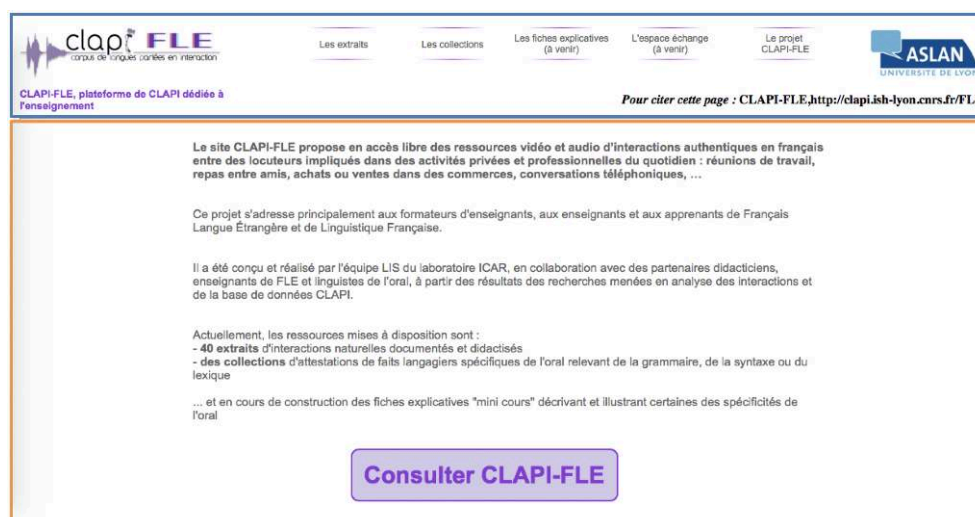 clapi FLE
corpus de langues parlées en interaction
Les extraits
Les collections
Les fiches explicatives
(à venir)
L'espace échange
(à venir)
Le projet
CLAPI-FLE
ASLAN
UNIVERSITE DE LYON
CLAPI-FLE, plateforme de CLAPI dédiée à
l'enseignement
Pour citer cette page : CLAPI-FLE,http://clapi.ish-lyon.cnrs.fr/FL
Le site CLAPI-FLE propose en accès libre des ressources vidéo et audio d'interactions authentiques en français
entre des locuteurs impliqués dans des activités privées et professionnelles du quotidien : réunions de travail,
repas entre amis, achats ou ventes dans des commerces, conversations téléphoniques, ...
Ce projet s'adresse principalement aux formateurs d'enseignants, aux enseignants et aux apprenants de Français
Langue Étrangère et de Linguistique Française.
Il a été conçu et réalisé par l'équipe LIS du laboratoire ICAR, en collaboration avec des partenaires didacticiens,
enseignants de FLE et linguistes de l'oral, à partir des résultats des recherches menées en analyse des interactions et
de la base de données CLAPI.
Actuellement, les ressources mises à disposition sont :
- 40 extraits d'interactions naturelles documentés et didactisés
- des collections d'attestations de faits langagiers spécifiques de l'oral relevant de la grammaire, de la syntaxe ou du
lexique
... et en cours de construction des fiches explicatives "mini cours" décrivant et illustrant certaines des spécificités de
l'oral
Consulter CLAPI-FLE